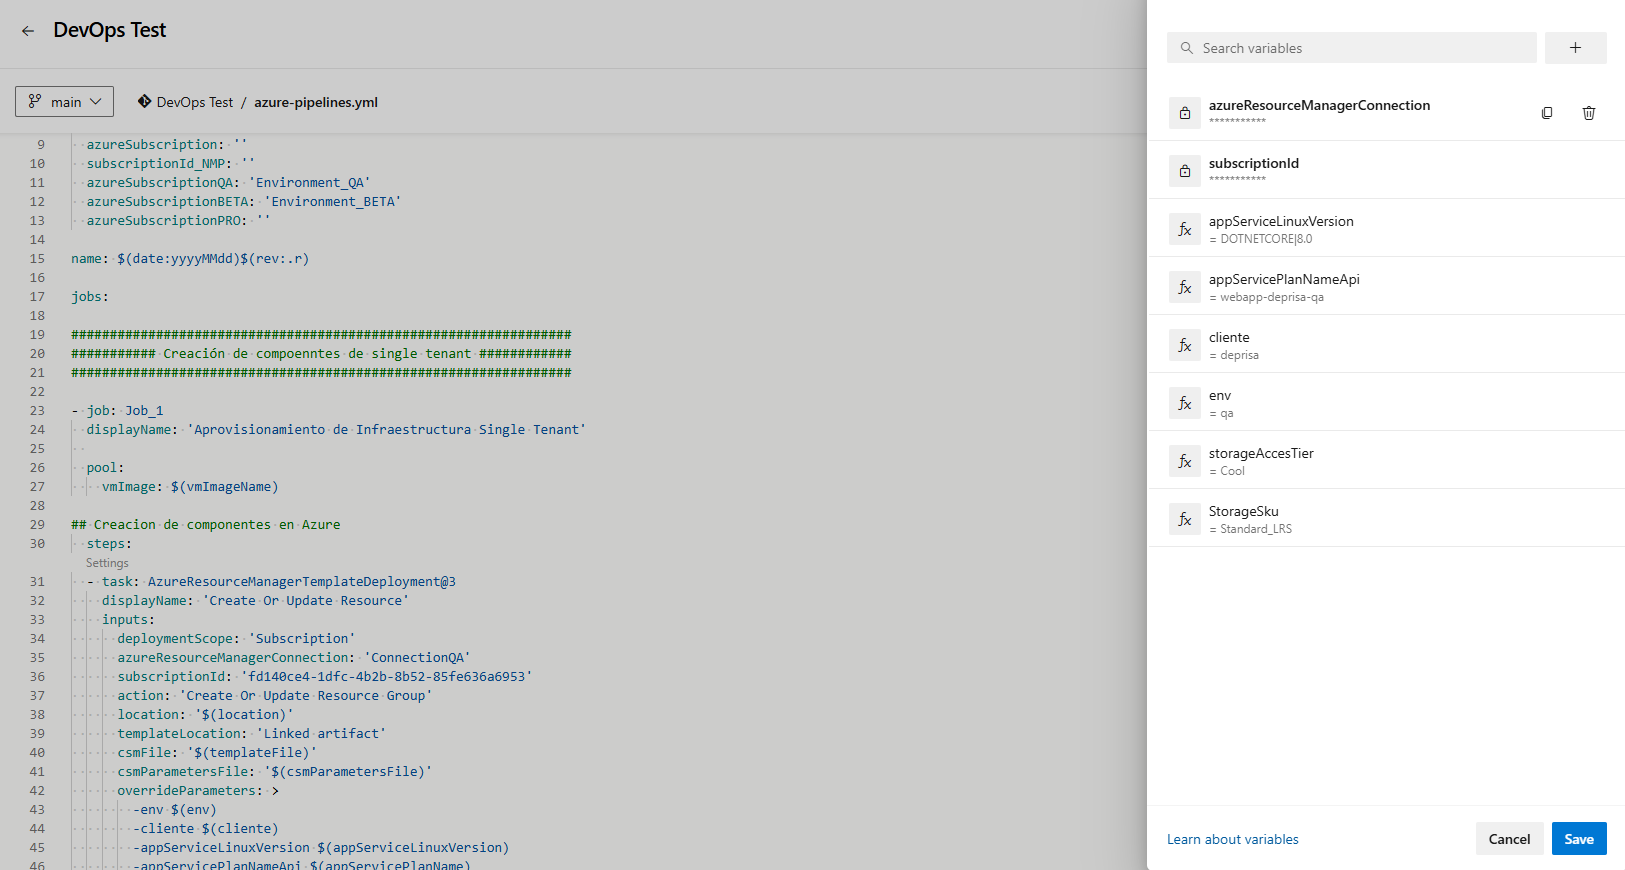 DevOps Test
main
DevOps Test / azure-pipelines.yml
9 azureSubscription: ''
10 subscriptionId_NMP: ''
11 azureSubscriptionQA: 'Environment_QA'
12 azureSubscriptionBETA: 'Environment_BETA'
13 azureSubscriptionPRO: ''
14
15 name: $(date:yyyyMMdd)$(rev:.r)
16
17 jobs:
18
19 #################################################################
20 ########### Creación de compoenntes de single tenant ############
21 #################################################################
22
23 - job: Job_1
24 displayName: 'Aprovisionamiento de Infraestructura Single Tenant'
25
26 pool:
27 vmImage: $(vmImageName)
28
29 ## Creacion de componentes en Azure
30 steps:
Settings
31 - task: AzureResourceManagerTemplateDeployment@3
32 displayName: 'Create Or Update Resource'
33 inputs:
34 deploymentScope: 'Subscription'
35 azureResourceManagerConnection: 'ConnectionQA'
36 subscriptionId: 'fd140ce4-1dfc-4b2b-8b52-85fe636a6953'
37 action: 'Create Or Update Resource Group'
38 location: '$(location)'
39 templateLocation: 'Linked artifact'
40 csmFile: '$(templateFile)'
41 csmParametersFile: '$(csmParametersFile)'
42 overrideParameters: >
43 -env $(env)
44 -cliente $(cliente)
45 -appServiceLinuxVersion $(appServiceLinuxVersion)
46 -appServicePlanNameApi $(appServicePlanName)
Search variables
+
azureResourceManagerConnection
***********
subscriptionId
***********
fx appServiceLinuxVersion
= DOTNETCORE|8.0
fx appServicePlanNameApi
= webapp-deprisa-qa
fx cliente
= deprisa
fx env
= qa
fx storageAccesTier
= Cool
fx StorageSku
= Standard_LRS
Learn about variables
Cancel
Save